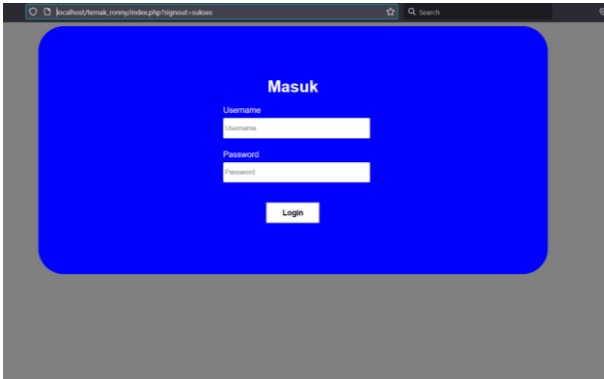 localhost/ternak_ronny/index.php?signout=sukses
Search
Masuk
Username
Username
Password
Password
Login